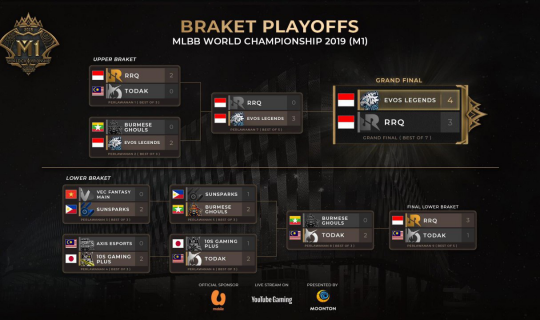 BRAKET PLAYOFFS
MLBB WORLD CHAMPIONSHIP 2019 (M1)
M1
UPPER BRAKET
RRQ 2
TODAK 0
BURMESE GHOULS 0
EVOS LEGENDS 2
RRQ 0
EVOS LEGENDS 3
GRAND FINAL
EVOS LEGENDS 4
RRQ 3
GRAND FINAL ( BEST OF 7 )
LOWER BRAKET
VEC FANTASY MAIN 0
SUNSPARKS 2
AXIS ESPORTS 0
10S GAMING PLUS 2
SUNSPARKS 1
BURMESE GHOULS 2
10S GAMING PLUS 1
TODAK 2
BURMESE GHOULS 0
TODAK 2
FINAL LOWER BRAKET
RRQ 3
TODAK 1
OFFICIAL SPONSOR
LIVE STREAM ON
YouTube Gaming
PRESENTED BY
MOONTON